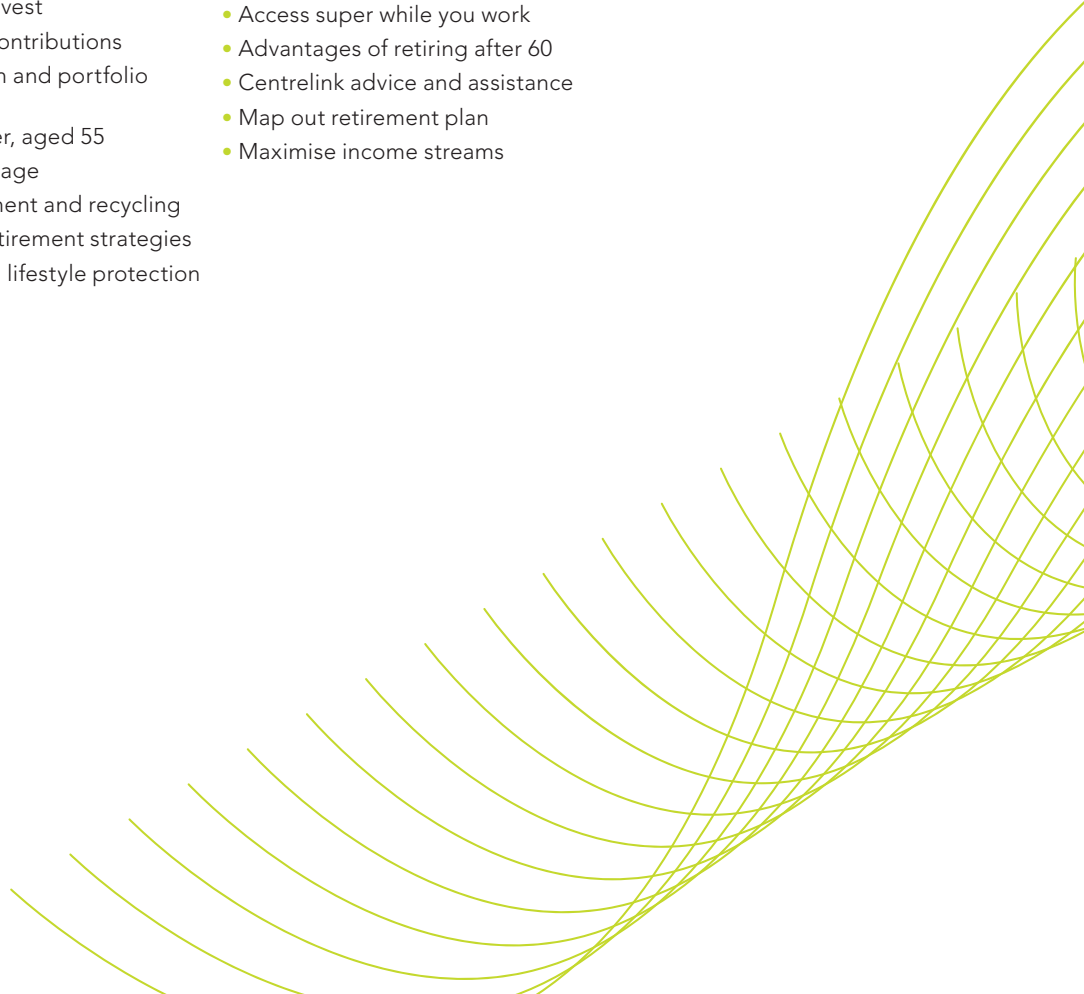 vest
ontributions
n and portfolio
er, aged 55
age
nent and recycling
tirement strategies
lifestyle protection
• Access super while you work
• Advantages of retiring after 60
• Centrelink advice and assistance
• Map out retirement plan
• Maximise income streams